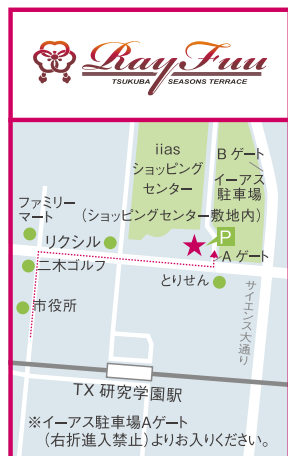 RayFuu
TSUKUBA SEASONS TERRACE
iias
ショッピング
センター
Bゲート
イーアス
駐車場
(ショッピングセンター敷地内)
ファミリー
マート
リクシル
P
Aゲート
二木ゴルフ
とりせん
市役所
サイエンス大通り
TX 研究学園駅
※イーアス駐車場Aゲート
(右折進入禁止)よりお入りください。